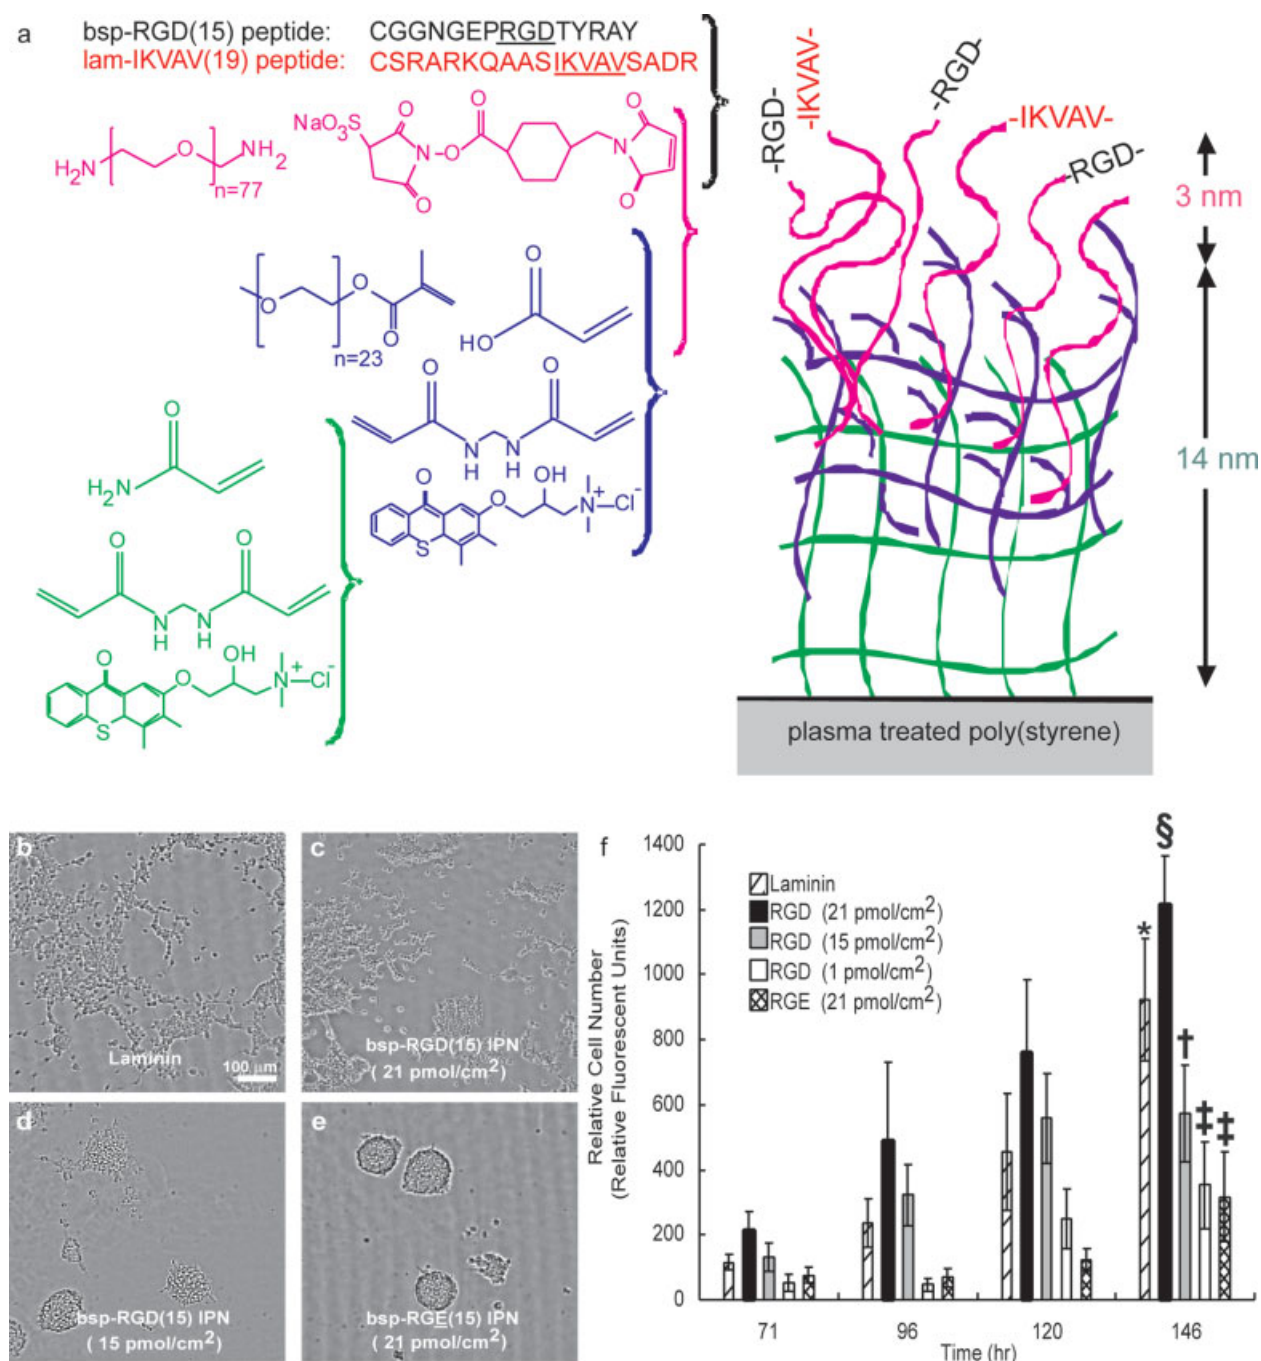 a
bsp-RGD(15) peptide: CGGNGEPRGDTYRAY
lam-IKVAV(19) peptide: CSRARKQAASIKVAVSADR
H₂N
O
NH₂
n=77
NaO₃S
O
N
O
O
O
O
N
O
O
O
n=23
O
O
HO
O
O
N
H
N
H
O
S
O
OH
N
+
Cl
-
O
H₂N
O
O
N
H
N
H
O
S
O
OH
N
+
Cl
-
-RGD-
-IKVAV-
-RGD-
-IKVAV-
-RGD-
3 nm
14 nm
plasma treated poly(styrene)
b
Laminin
100 µm
c
bsp-RGD(15) IPN
( 21 pmol/cm²)
d
bsp-RGD(15) IPN
( 15 pmol/cm²)
e
bsp-RGE(15) IPN
(21 pmol/cm²)
f
Relative Cell Number
(Relative Fluorescent Units)
1400
1200
1000
800
600
400
200
0
Laminin
RGD (21 pmol/cm²)
RGD (15 pmol/cm²)
RGD (1 pmol/cm²)
RGE (21 pmol/cm²)
*
§
†
‡
‡
71
96
120
146
Time (hr)